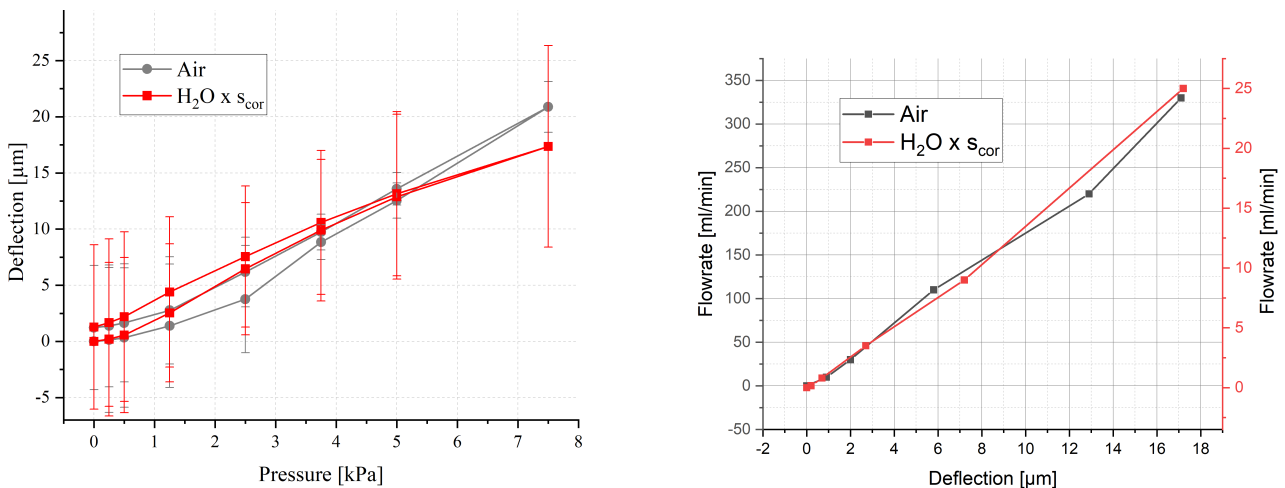 Deflection [µm]
25
20
15
10
5
0
-5
Air
H₂O x s_cor
0 1 2 3 4 5 6 7 8
Pressure [kPa]
Flowrate [ml/min]
350
300
250
200
150
100
50
0
-50
Air
H₂O x s_cor
25
20
15
10
5
0
Flowrate [ml/min]
-2 0 2 4 6 8 10 12 14 16 18
Deflection [µm]